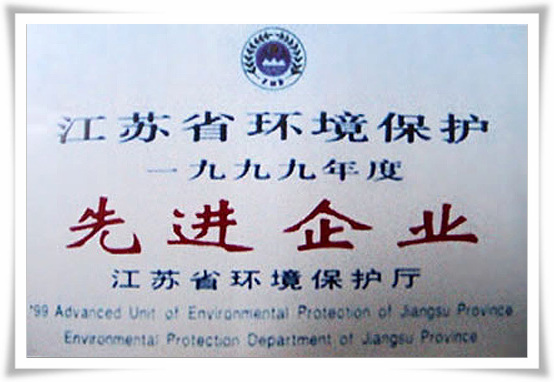 江苏省环境保护
一九九九年度
先进企业
江苏省环境保护厅
'99 Advanced Unit of Environmental Protection of Jiangsu Province
Environmental Protection Department of Jiangsu Province